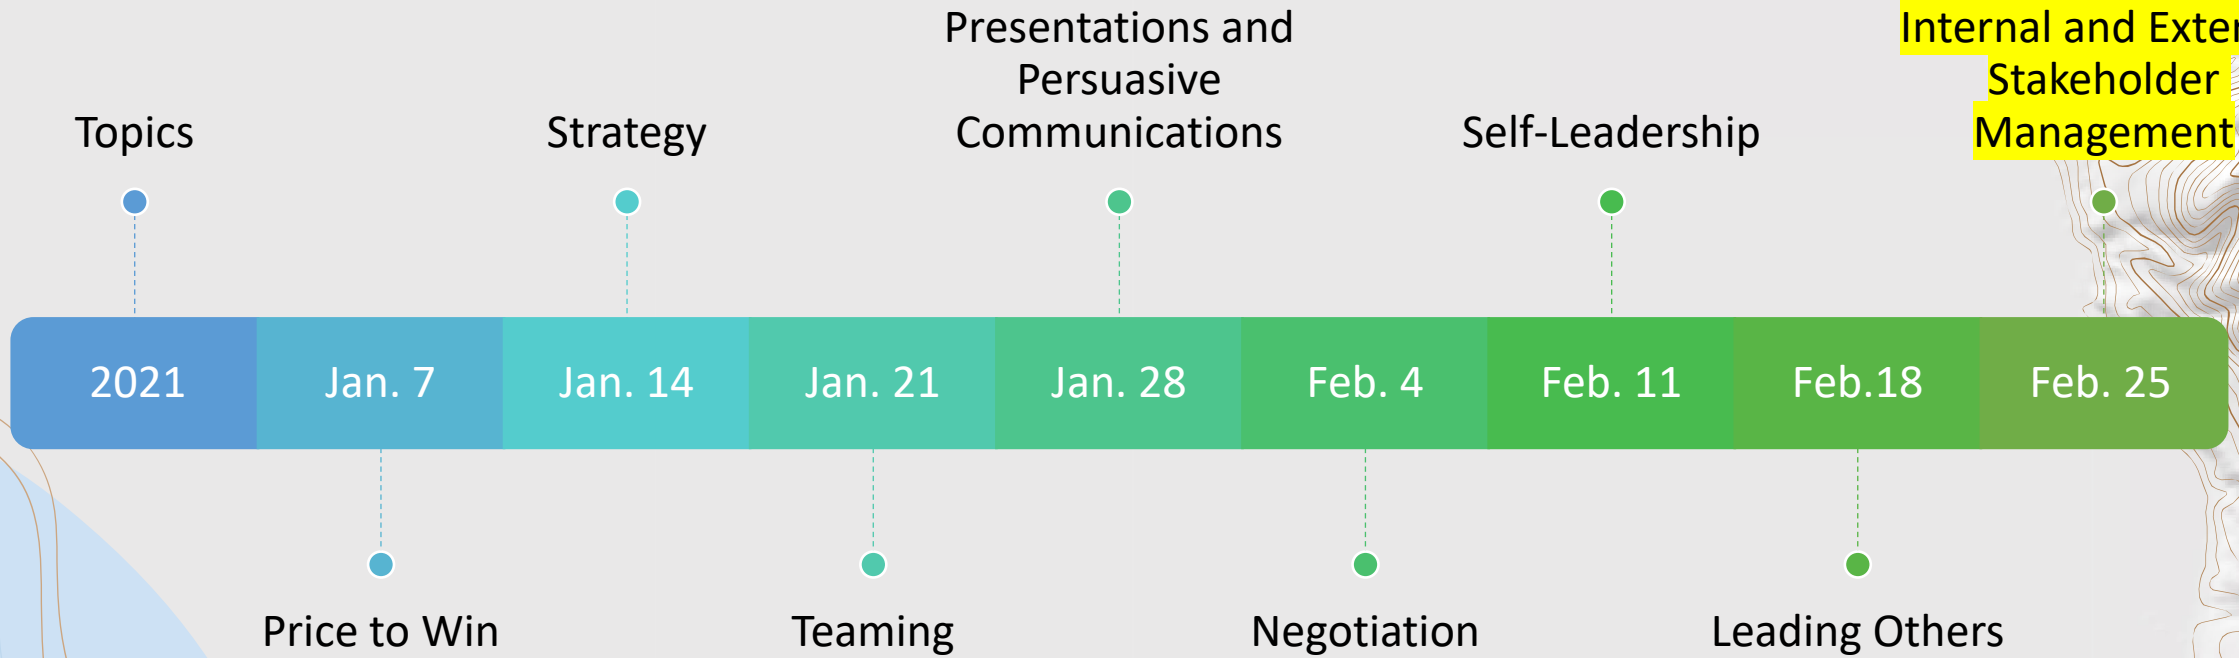 Topics
Strategy
Presentations and
Persuasive
Communications
Self-Leadership
Internal and Exter
Stakeholder
Management
2021
Jan. 7
Jan. 14
Jan. 21
Jan. 28
Feb. 4
Feb. 11
Feb.18
Feb. 25
Price to Win
Teaming
Negotiation
Leading Others